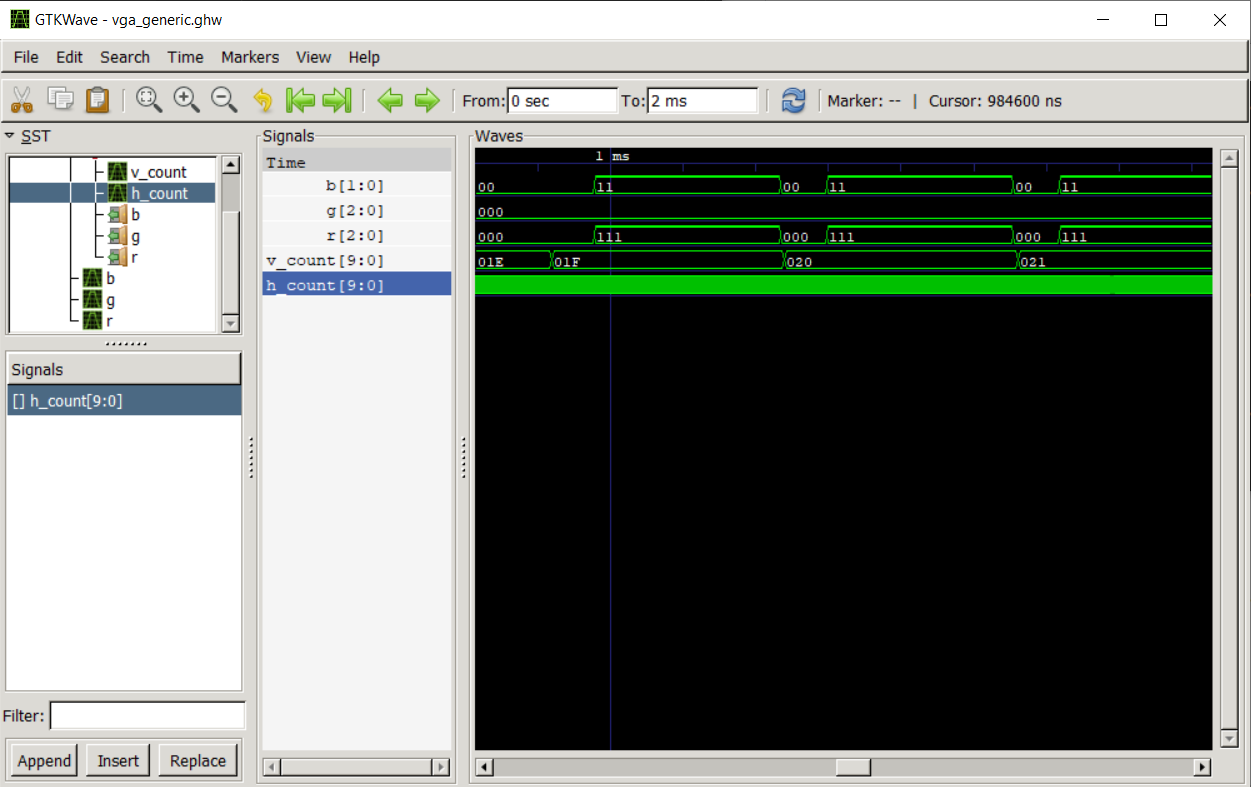 GTKWave - vga_generic.ghw
File Edit Search Time Markers View Help
From: 0 sec To: 2 ms Marker: -- | Cursor: 984600 ns
SST
v_count
h_count
b
g
r
b
g
r
Signals
[] h_count[9:0]
Filter:
Append Insert Replace
Signals
Time
b[1:0]
g[2:0]
r[2:0]
v_count[9:0]
h_count[9:0]
Waves
1 ms
00 11 00 11 00 11
000
000 111 000 111 000 111
01E 01F 020 021